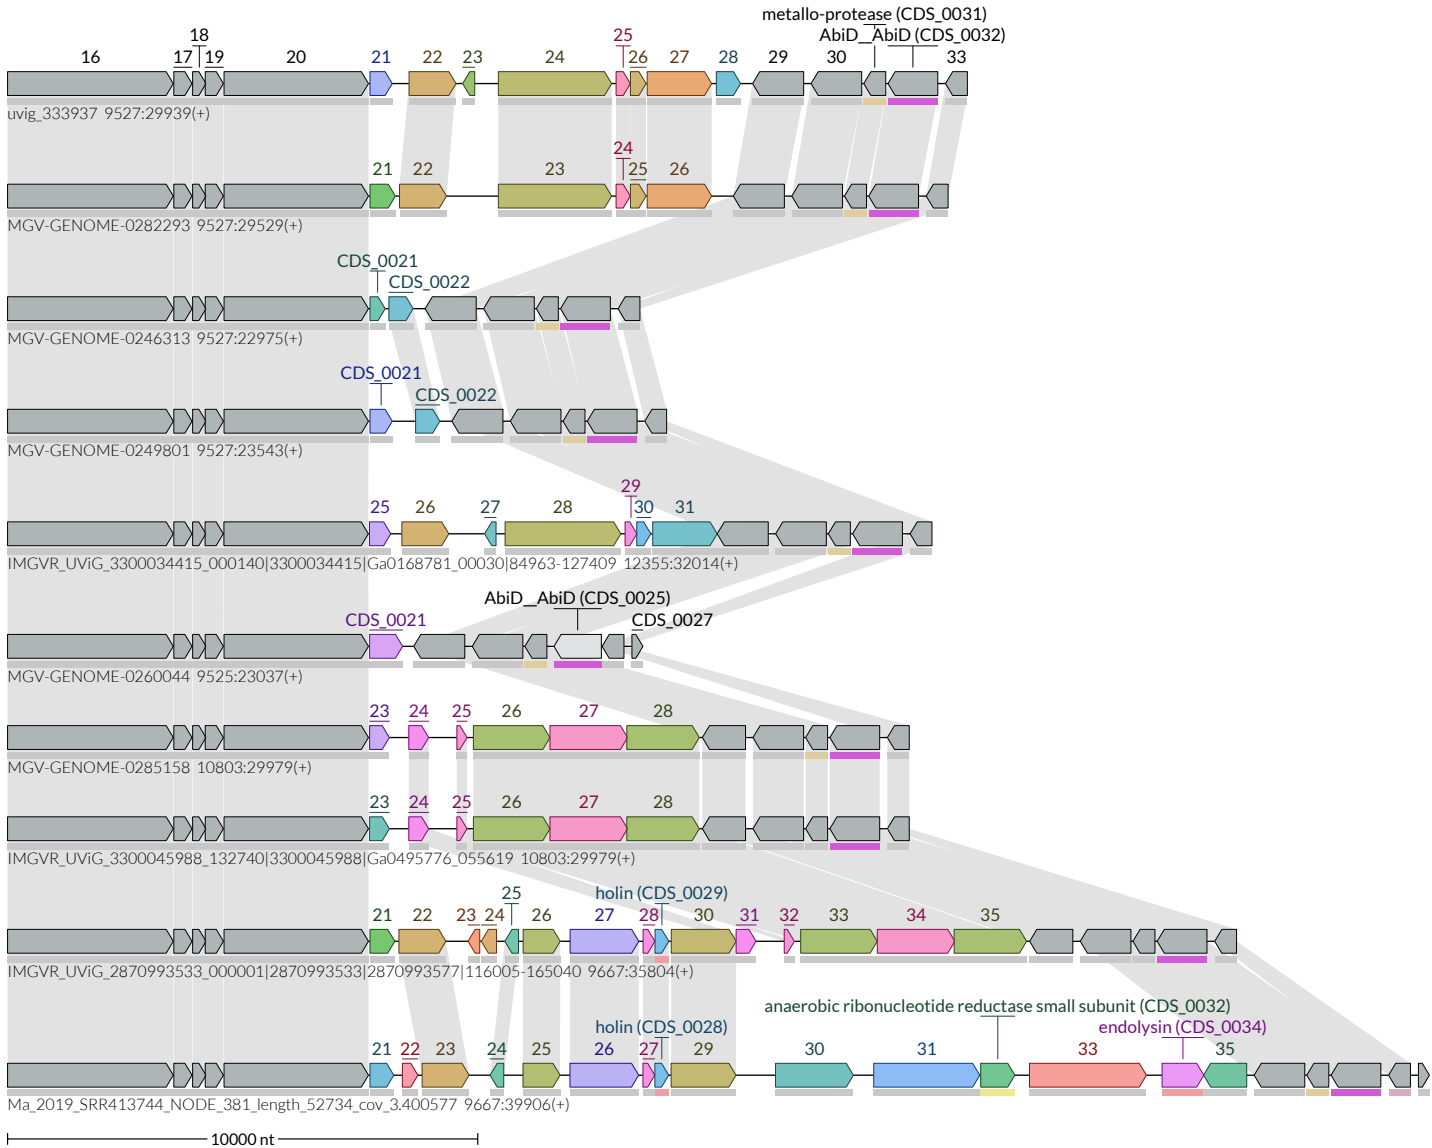 metallo-protease (CDS_0031)
18 25 AbiD__AbiD (CDS_0032)
16 17 19 20 21 22 23 24 26 27 28 29 30 33
uvig_333937 9527:29939(+)
24
21 22 23 25 26
MGV-GENOME-0282293 9527:29529(+)
CDS_0021
CDS_0022
MGV-GENOME-0246313 9527:22975(+)
CDS_0021
CDS_0022
MGV-GENOME-0249801 9527:23543(+)
29
25 26 27 28 30 31
IMGVR_UViG_3300034415_000140|3300034415|Ga0168781_00030|84963-127409 12355:32014(+)
AbiD__AbiD (CDS_0025)
CDS_0021 CDS_0027
MGV-GENOME-0260044 9525:23037(+)
23 24 25 26 27 28
MGV-GENOME-0285158 10803:29979(+)
23 24 25 26 27 28
IMGVR_UViG_3300045988_132740|3300045988|Ga0495776_055619 10803:29979(+)
25 holin (CDS_0029)
21 22 23 24 26 27 28 30 31 32 33 34 35
IMGVR_UViG_2870993533_000001|2870993533|2870993577|116005-165040 9667:35804(+)
anaerobic ribonucleotide reductase small subunit (CDS_0032)
holin (CDS_0028) endolysin (CDS_0034)
21 22 23 24 25 26 27 29 30 31 33 35
Ma_2019_SRR413744_NODE_381_length_52734_cov_3.400577 9667:39906(+)
10000 nt